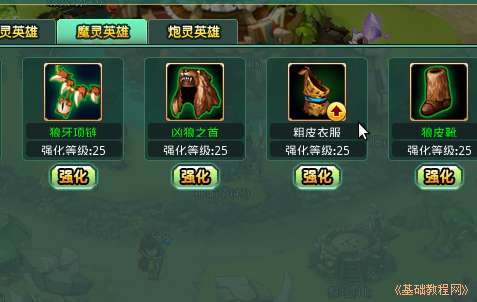 灵英雄 魔灵英雄 炮灵英雄
狼牙项链 凶狼之首 粗皮衣服 狼皮靴
强化等级:25 强化等级:25 强化等级:25 强化等级:25
强化 强化 强化 强化
《基础教程网》